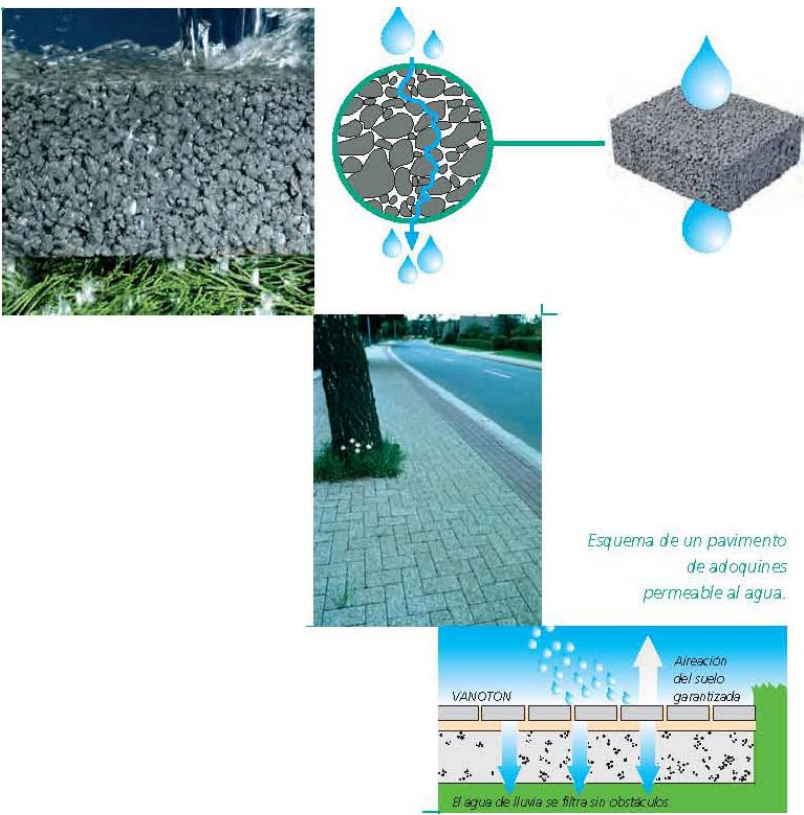 Esquema de un pavimento
de adoquines
permeable al agua.
VANOTON
Aireación
del suelo
garantizada
El agua de lluvia se filtra sin obstáculos